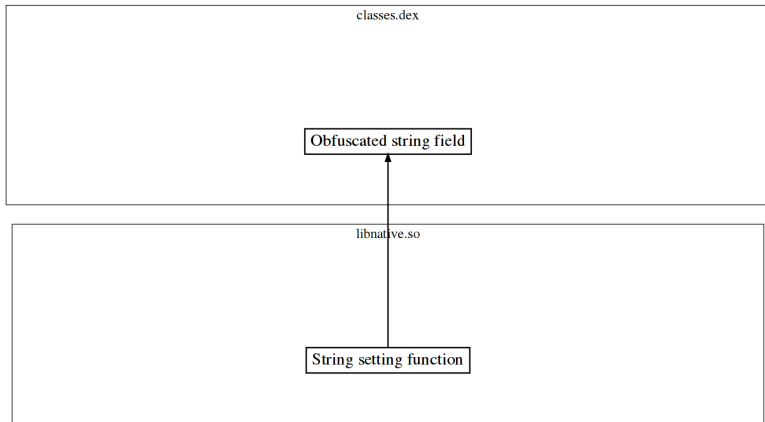 classes.dex
Obfuscated string field
libnative.so
String setting function